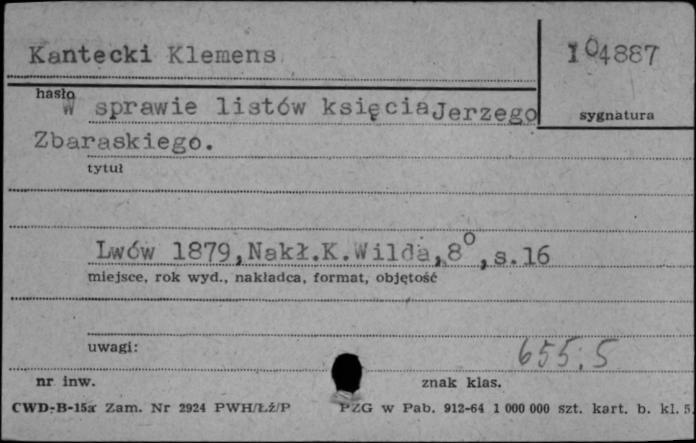 Kantecki Klemens
104887
hasło
sygnatura
W sprawie listów księcia Jerzego
Zbaraskiego.
tytuł
Lwów 1879, Nakł.K.Wilda, 8°, s.16
miejsce, rok wyd., nakładca, format, objętość
uwagi:
655.5
nr inw.
znak klas.
CWD-B-15a Zam. Nr 2924 PWH/Łź/P PZG w Pab. 912-64 1 000 000 szt. kart. b. kl. 5.